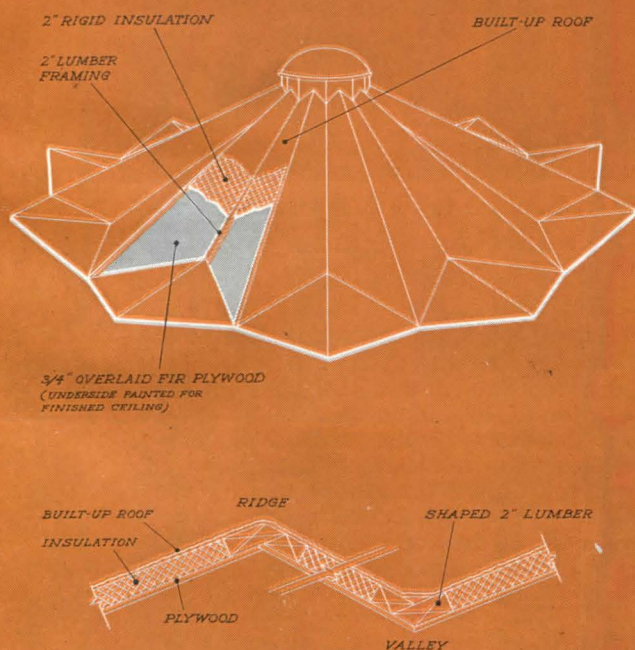 2" RIGID INSULATION
BUILT-UP ROOF
2" LUMBER
FRAMING
3/4" OVERLAID FIR PLYWOOD
(UNDERSIDE PAINTED FOR
FINISHED CEILING)
RIDGE
BUILT-UP ROOF
SHAPED 2" LUMBER
INSULATION
PLYWOOD
VALLEY